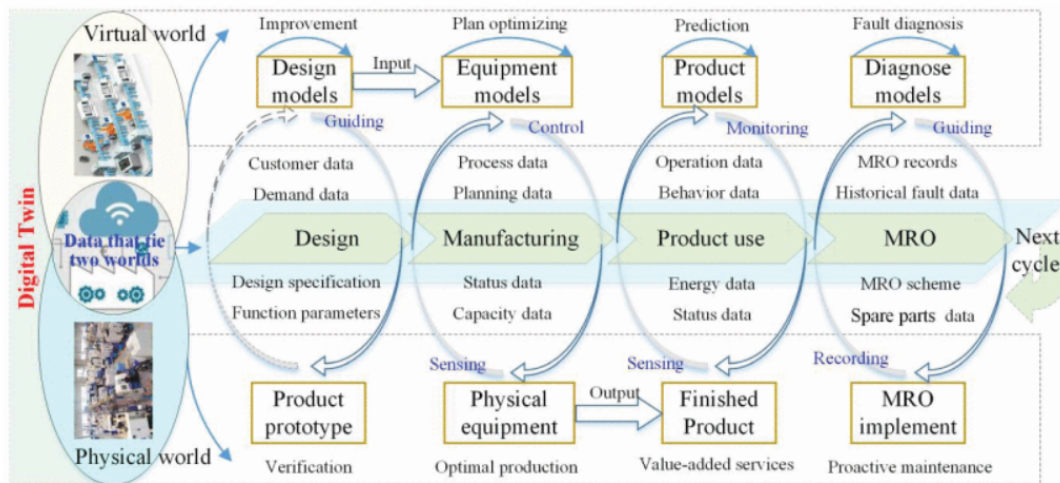 Digital Twin
Virtual world
Data that tie
two worlds
Physical world
Improvement
Plan optimizing
Prediction
Fault diagnosis
Design
models
Input
Equipment
models
Product
models
Diagnose
models
Guiding
Control
Monitoring
Guiding
Customer data
Process data
Operation data
MRO records
Demand data
Planning data
Behavior data
Historical fault data
Design
Manufacturing
Product use
MRO
Next
cycle
Design specification
Status data
Energy data
MRO scheme
Function parameters
Capacity data
Status data
Spare parts data
Sensing
Sensing
Recording
Product
prototype
Physical
equipment
Output
Finished
Product
MRO
implement
Verification
Optimal production
Value-added services
Proactive maintenance